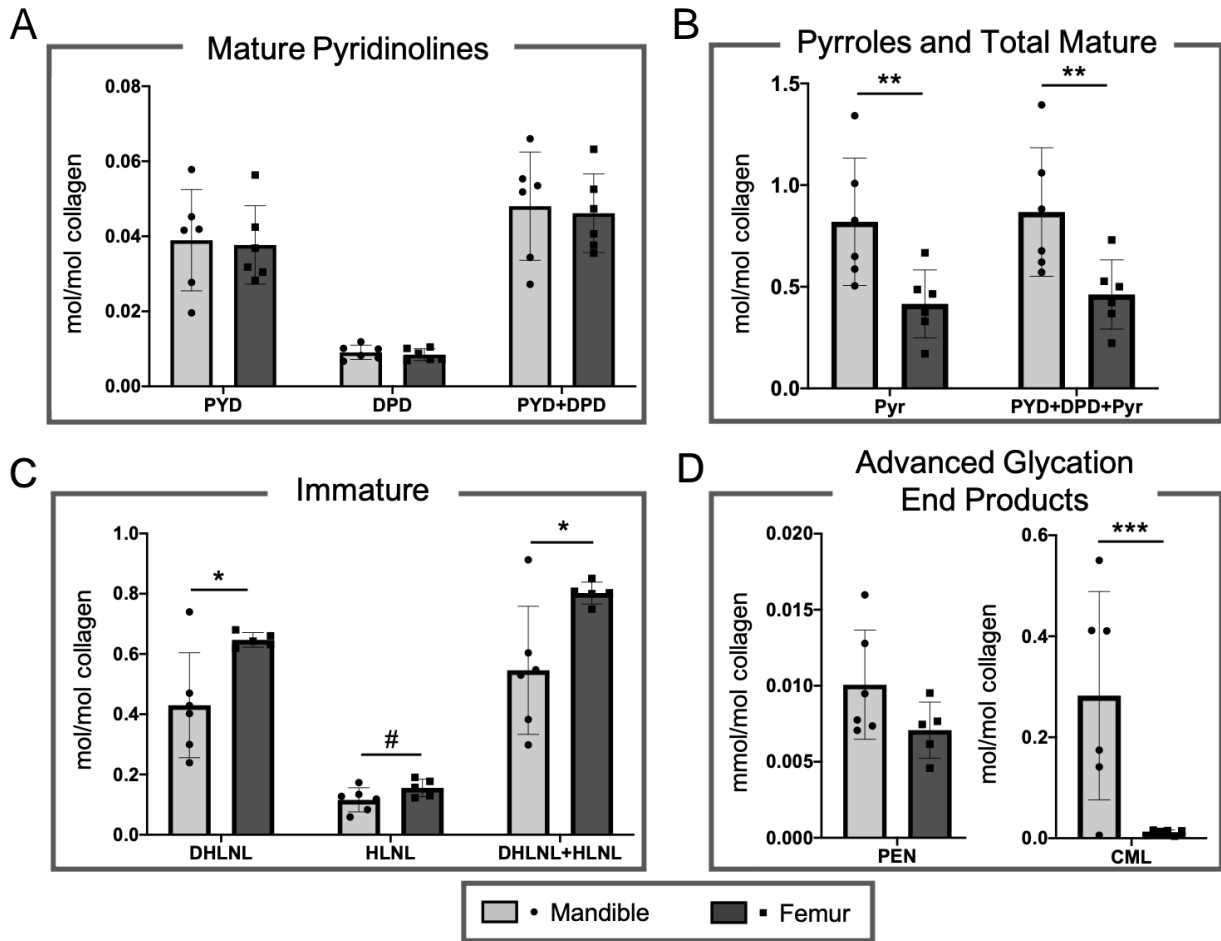 A
Mature Pyridinolines
mol/mol collagen
0.08
0.06
0.04
0.02
0.00
PYD
DPD
PYD+DPD
B
Pyrroles and Total Mature
mol/mol collagen
1.5
1.0
0.5
0.0
**
**
Pyr
PYD+DPD+Pyr
C
Immature
mol/mol collagen
1.0
0.8
0.6
0.4
0.2
0.0
*
#
*
DHLNL
HLNL
DHLNL+HLNL
D
Advanced Glycation
End Products
mmol/mol collagen
0.020
0.015
0.010
0.005
0.000
PEN
mol/mol collagen
0.6
0.4
0.2
0.0
***
CML
Mandible
Femur